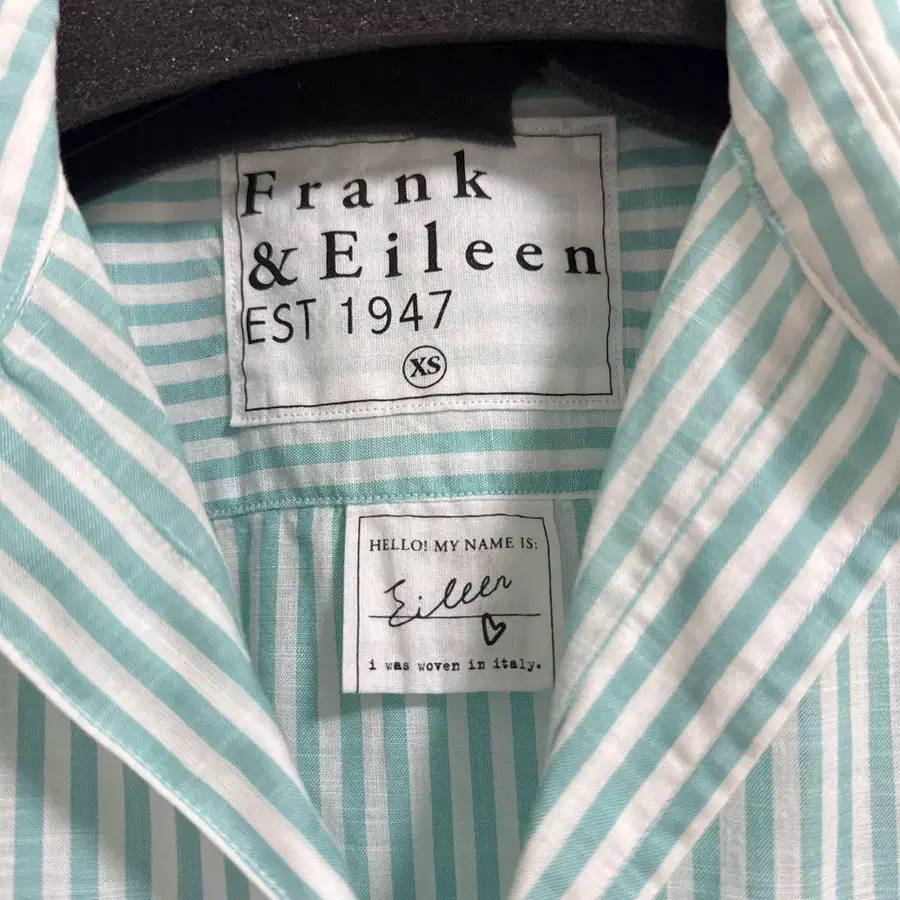 Frank
& Eileen
EST 1947
XS
HELLO! MY NAME IS:
Eileen
i was woven in italy.